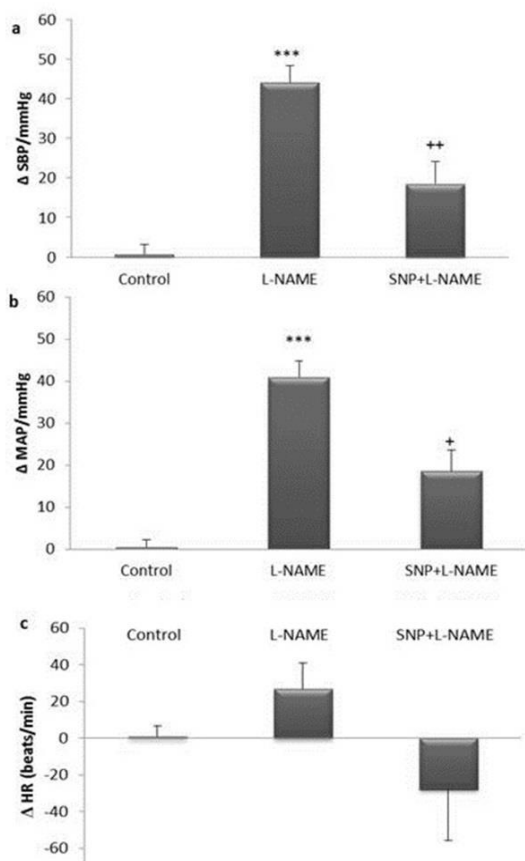 a
Δ SBP/mmHg
60
50
40
30
20
10
0
***
++
Control L-NAME SNP+L-NAME
b
Δ MAP/mmHg
60
50
40
30
20
10
0
***
+
Control L-NAME SNP+L-NAME
c
Control L-NAME SNP+L-NAME
Δ HR (beats/min)
60
40
20
0
-20
-40
-60